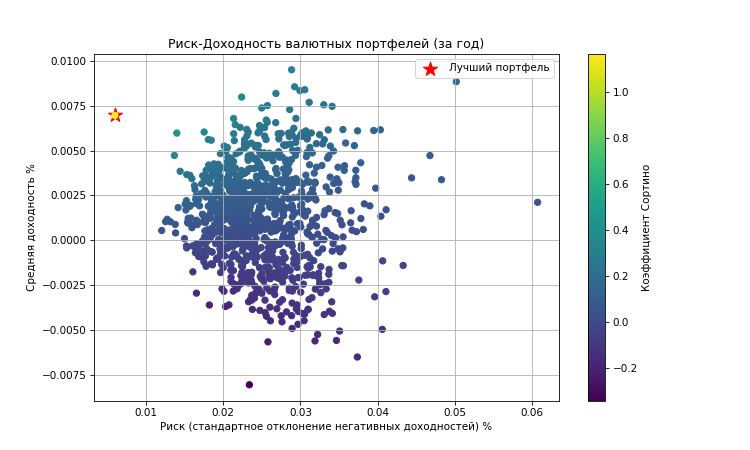 Риск-Доходность валютных портфелей (за год)
Лучший портфель
0.0100
0.0075
0.0050
0.0025
0.0000
−0.0025
−0.0050
−0.0075
Средняя доходность %
0.01 0.02 0.03 0.04 0.05 0.06
Риск (стандартное отклонение негативных доходностей) %
1.0
0.8
0.6
0.4
0.2
0.0
−0.2
Коэффициент Сортино